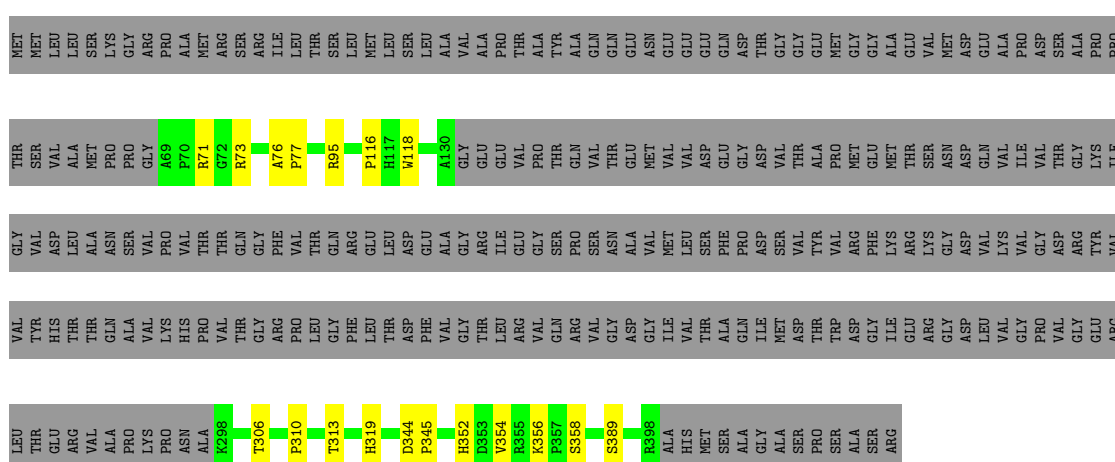 MET MET LEU LEU SER LYS GLY ARG PRO ALA MET ARG SER ARG ILE LEU THR SER LEU MET LEU SER LEU ALA VAL ALA PRO THR ALA TYR ALA GLN GLN GLU ASN GLU GLU GLU GLN ASP THR GLY GLY GLU MET GLY GLY ALA GLU VAL MET ASP GLU ALA PRO ASP SER ALA PRO PRO
THR SER VAL ALA MET PRO PRO GLY A69 P70 R71 G72 R73 A76 P77 R95 P116 H117 W118 A130 GLY GLU GLU VAL PRO THR GLN VAL THR GLU MET VAL VAL ASP GLU GLY ASP VAL THR ALA PRO MET GLU MET THR SER ASN ASP GLN VAL ILE VAL THR GLY LYS ILE
GLY VAL ASP LEU ALA ASN SER VAL PRO VAL THR THR GLN GLY PHE VAL THR GLN ARG GLU LEU ASP GLU ALA GLY ARG ILE GLU GLY SER PRO SER ASN ALA VAL MET LEU SER PHE PRO ASP SER VAL TYR VAL ARG PHE LYS ARG LYS GLY ASP VAL LYS VAL GLY ASP ARG TYR VAL
VAL TYR HIS THR THR GLN ALA VAL LYS HIS PRO VAL THR GLY ARG PRO LEU GLY PHE LEU THR ASP PHE VAL GLY THR LEU ARG VAL GLN ARG VAL GLY ASP GLY ILE VAL THR ALA GLN ILE MET ASP THR TRP ASP GLY ILE GLU ARG GLY ASP LEU VAL GLY PRO VAL GLY GLU ARG
LEU THR GLU ARG VAL ALA PRO LYS PRO ASN ALA K298 T306 P310 T313 H319 D344 P345 H352 D353 V354 R355 K356 P357 S358 S389 R398 ALA HIS MET SER ALA GLY ALA SER PRO SER ALA SER ARG